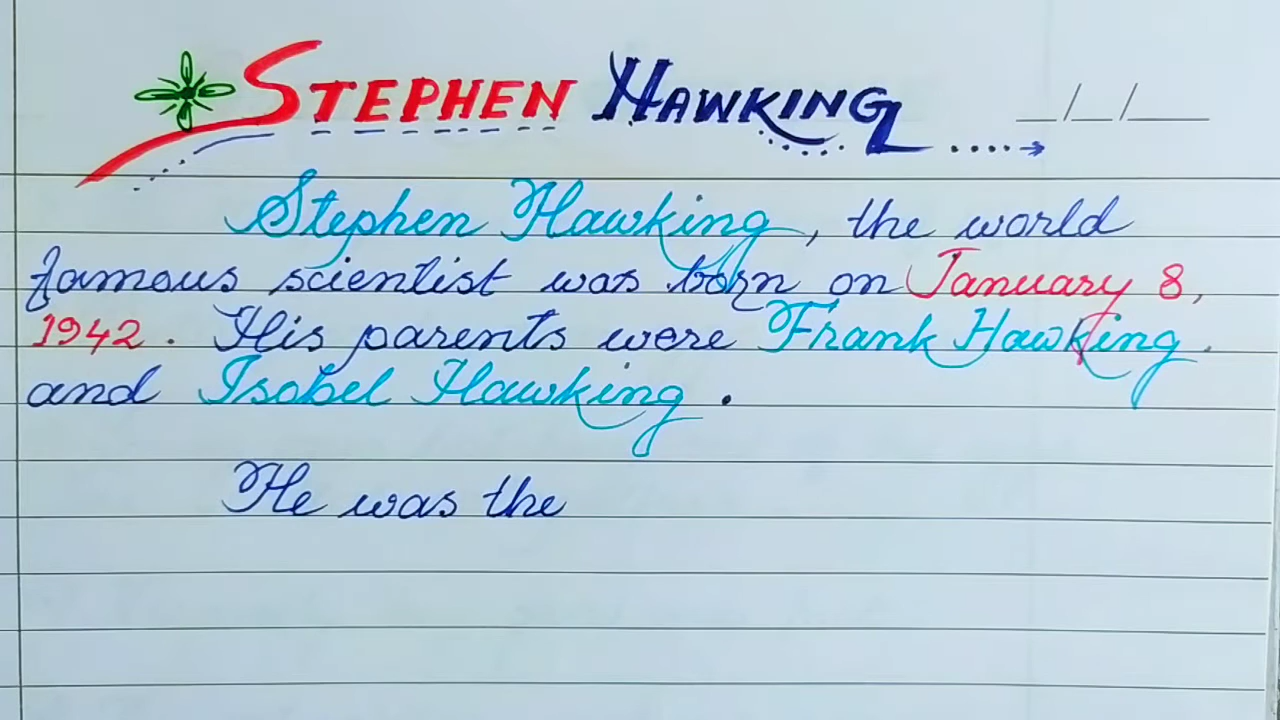 STEPHEN HAWKING
Stephen Hawking, the world
famous scientist was born on January 8,
1942. His parents were Frank Hawking.
and Isobel Hawking.
He was the